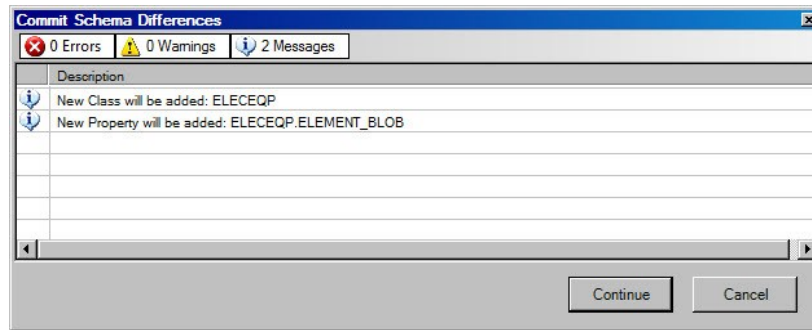 Commit Schema Differences
0 Errors 0 Warnings 2 Messages
Description
New Class will be added: ELECEQP
New Property will be added: ELECEQP.ELEMENT_BLOB
Continue Cancel